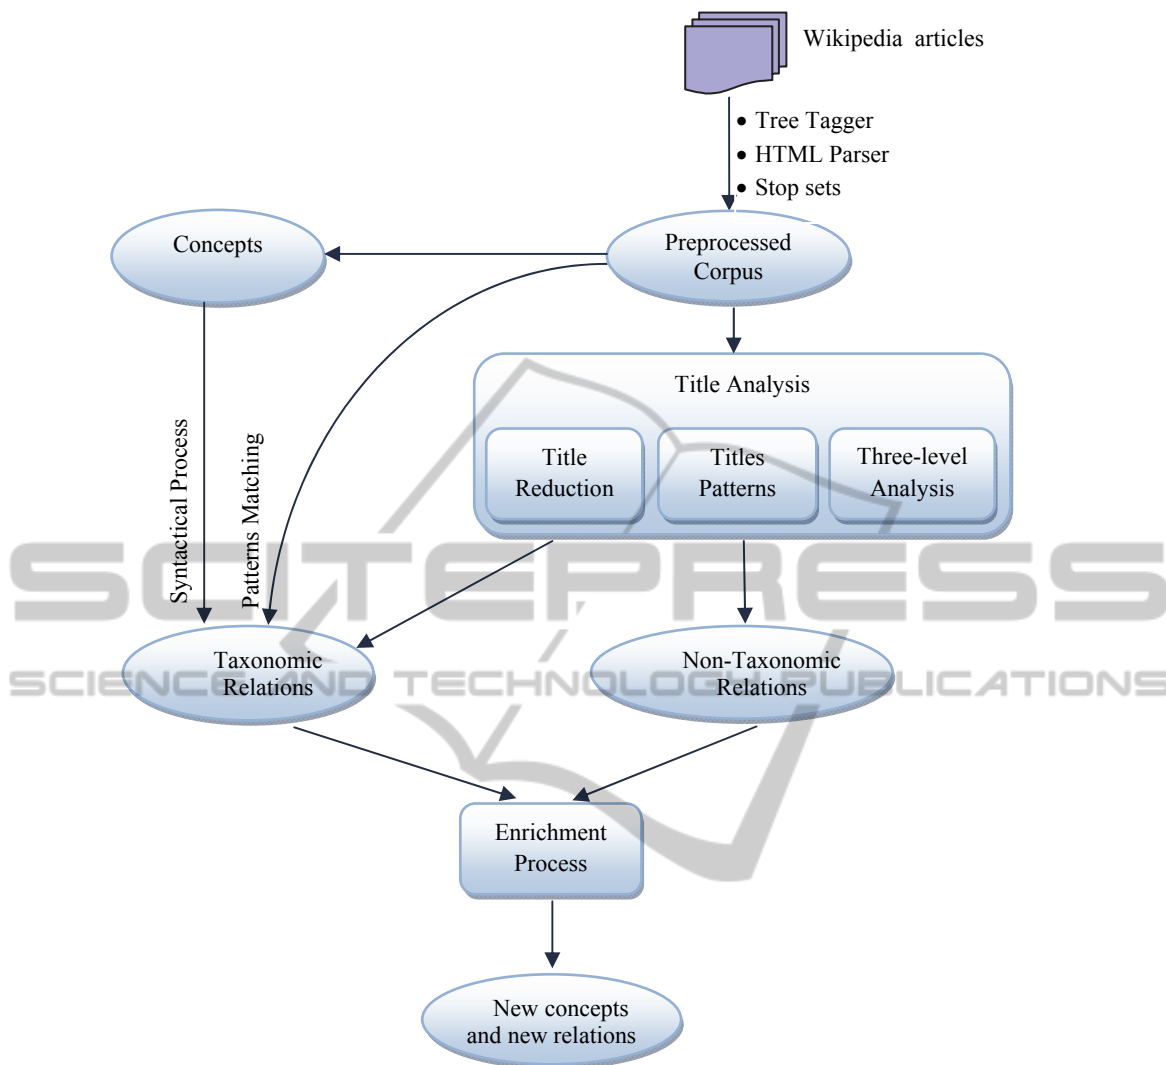 Wikipedia articles
• Tree Tagger
• HTML Parser
• Stop sets
Concepts
Preprocessed
Corpus
Title Analysis
Title
Reduction
Titles
Patterns
Three-level
Analysis
Syntactical Process
Patterns Matching
SCITEPRESS
SCIENCE AND TECHNOLOGY PUBLICATIONS
Taxonomic
Relations
Non-Taxonomic
Relations
Enrichment
Process
New concepts
and new relations